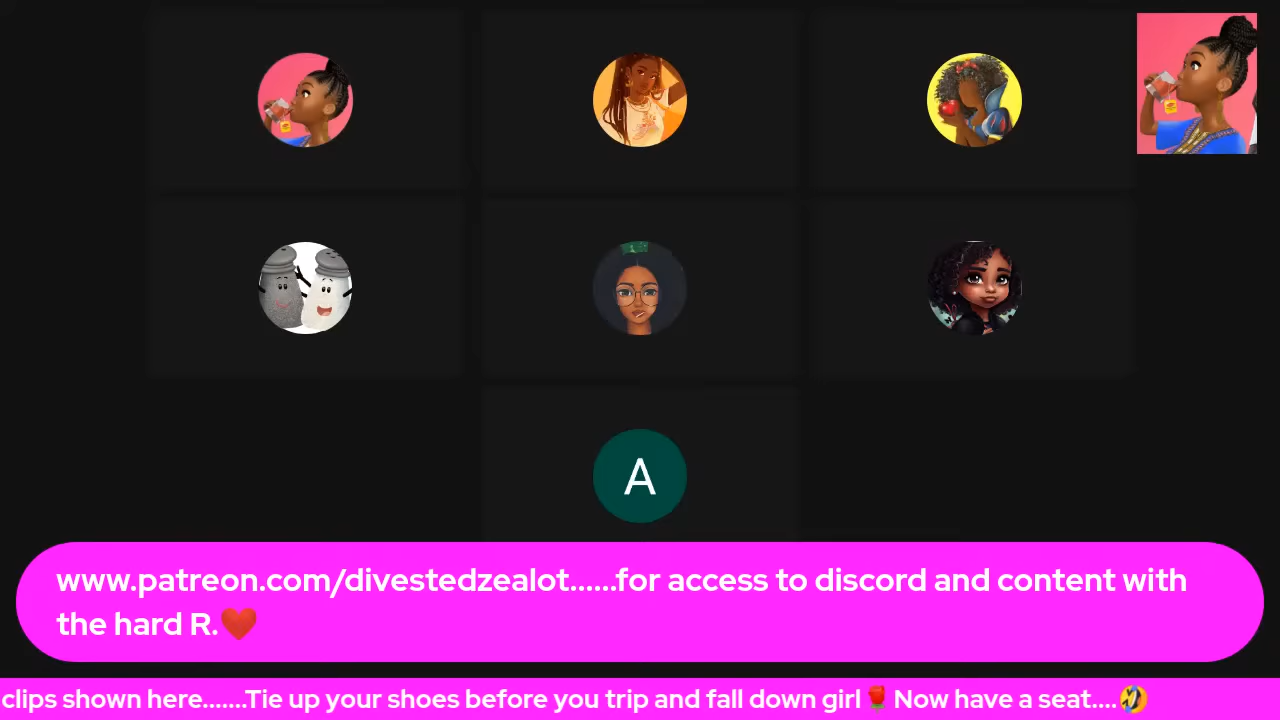 A
www.patreon.com/divestedzealot......for access to discord and content with
the hard R.❤️
clips shown here.......Tie up your shoes before you trip and fall down girl🌹Now have a seat....🤣